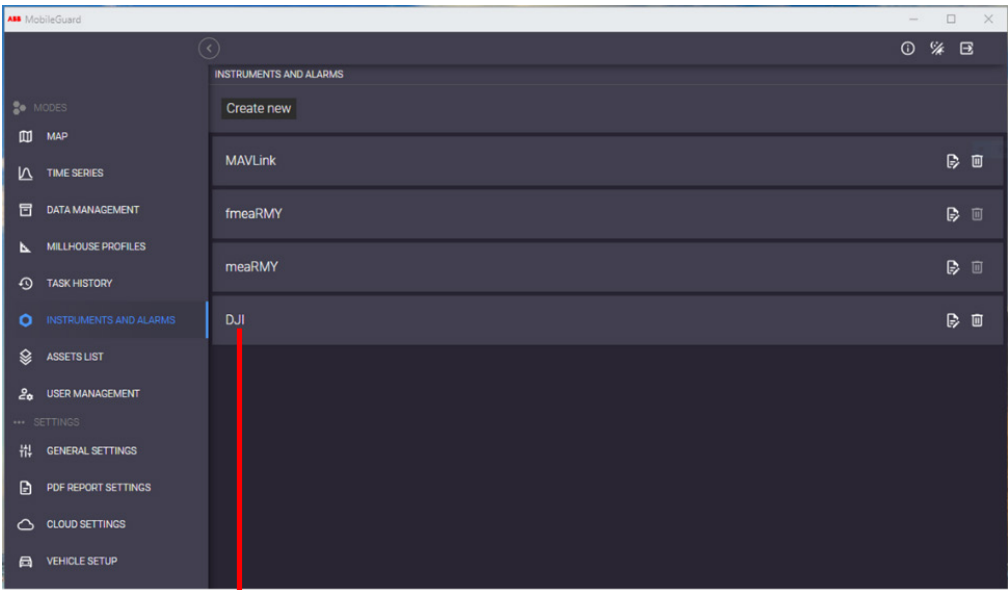 ABB MobileGuard
INSTRUMENTS AND ALARMS
Create new
MODES
MAP
TIME SERIES
DATA MANAGEMENT
MILLHOUSE PROFILES
TASK HISTORY
INSTRUMENTS AND ALARMS
ASSETS LIST
USER MANAGEMENT
SETTINGS
GENERAL SETTINGS
PDF REPORT SETTINGS
CLOUD SETTINGS
VEHICLE SETUP
MAVLink
fmeaRMY
meaRMY
DJI